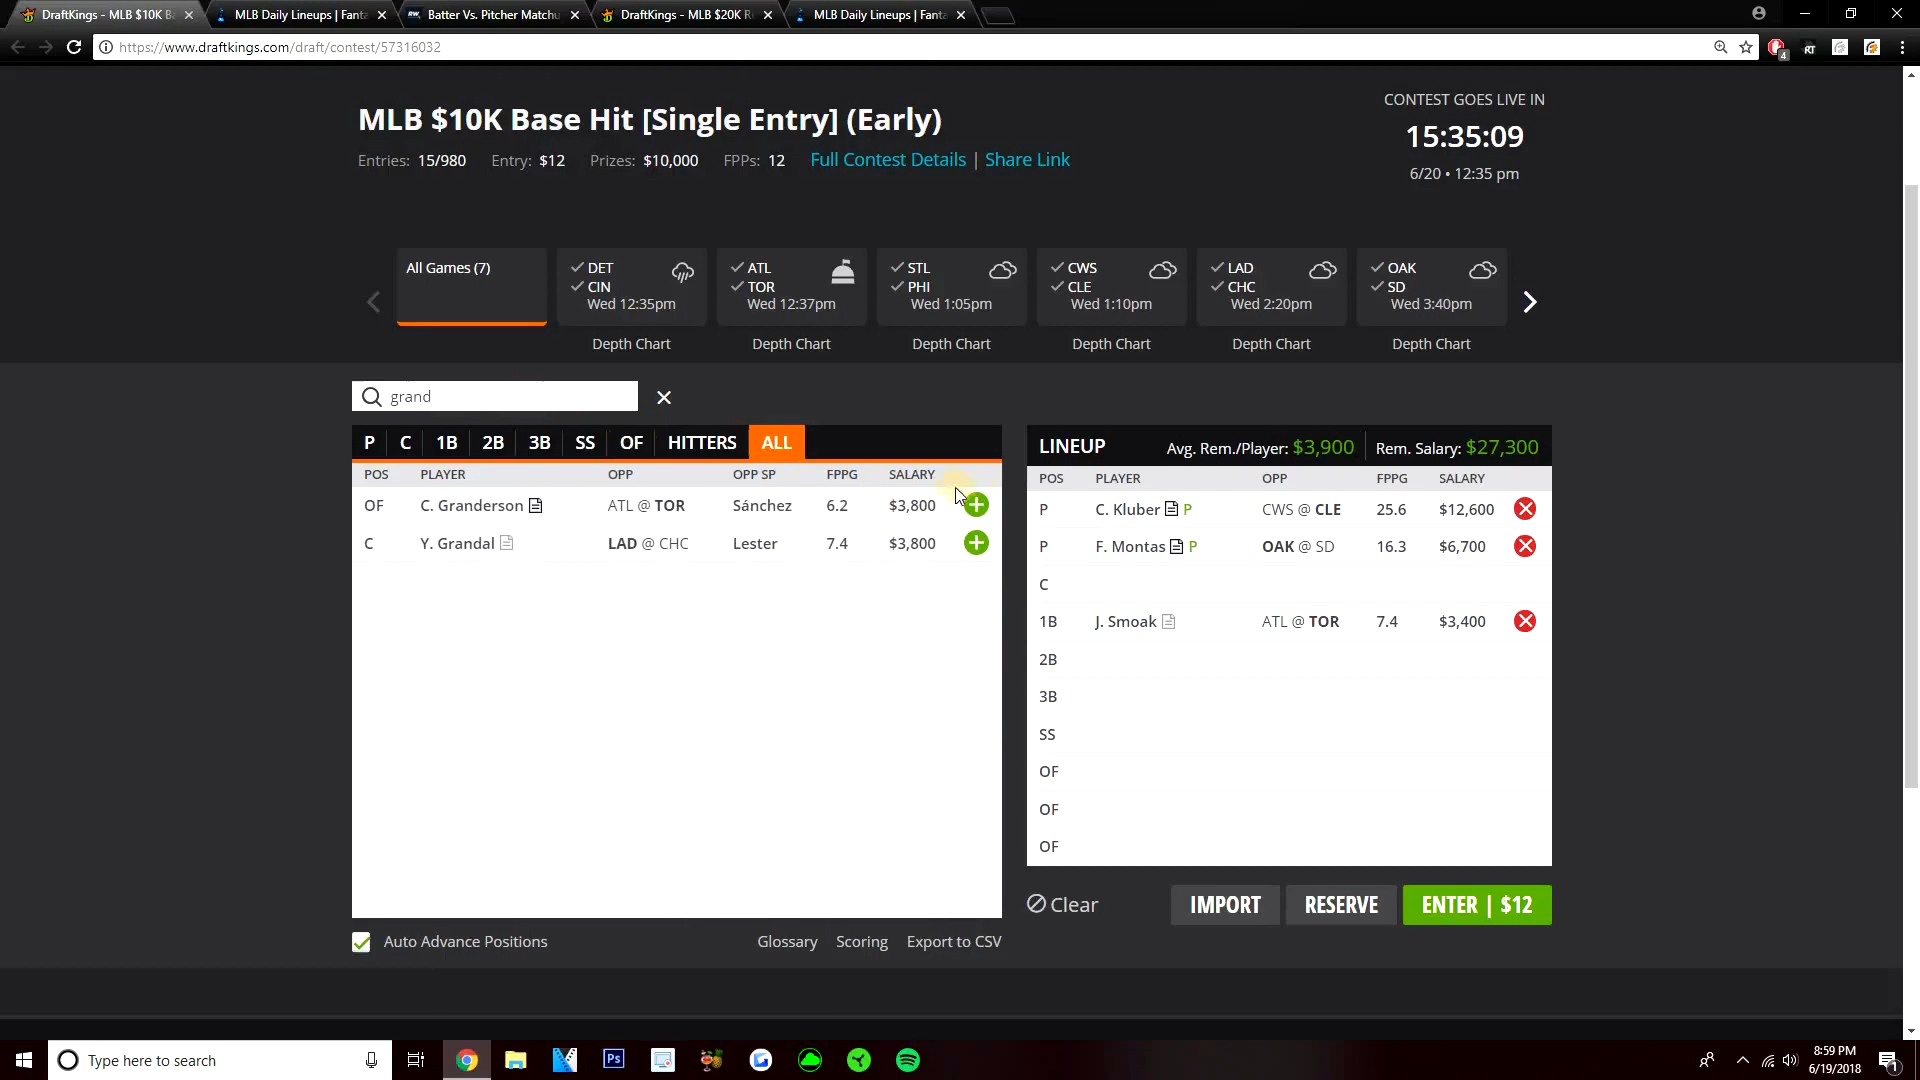 DraftKings - MLB $10K Ba
MLB Daily Lineups | Fanta
Batter Vs. Pitcher Matchu
DraftKings - MLB $20K Ri
MLB Daily Lineups | Fanta
https://www.draftkings.com/draft/contest/57316032
4
RT
MLB $10K Base Hit [Single Entry] (Early)
Entries: 15/980 Entry: $12 Prizes: $10,000 FPPs: 12 Full Contest Details | Share Link
CONTEST GOES LIVE IN
15:35:09
6/20 • 12:35 pm
All Games (7)
DET
CIN
Wed 12:35pm
Depth Chart
ATL
TOR
Wed 12:37pm
Depth Chart
STL
PHI
Wed 1:05pm
Depth Chart
CWS
CLE
Wed 1:10pm
Depth Chart
LAD
CHC
Wed 2:20pm
Depth Chart
OAK
SD
Wed 3:40pm
Depth Chart
grand
P C 1B 2B 3B SS OF HITTERS ALL
POS PLAYER OPP OPP SP FPPG SALARY
OF C. Granderson ATL @ TOR Sánchez 6.2 $3,800
C Y. Grandal LAD @ CHC Lester 7.4 $3,800
Auto Advance Positions
Glossary Scoring Export to CSV
LINEUP Avg. Rem./Player: $3,900 Rem. Salary: $27,300
POS PLAYER OPP FPPG SALARY
P C. Kluber P CWS @ CLE 25.6 $12,600
P F. Montas P OAK @ SD 16.3 $6,700
C
1B J. Smoak ATL @ TOR 7.4 $3,400
2B
3B
SS
OF
OF
OF
Clear IMPORT RESERVE ENTER | $12
Type here to search
Ps
8:59 PM
6/19/2018
1